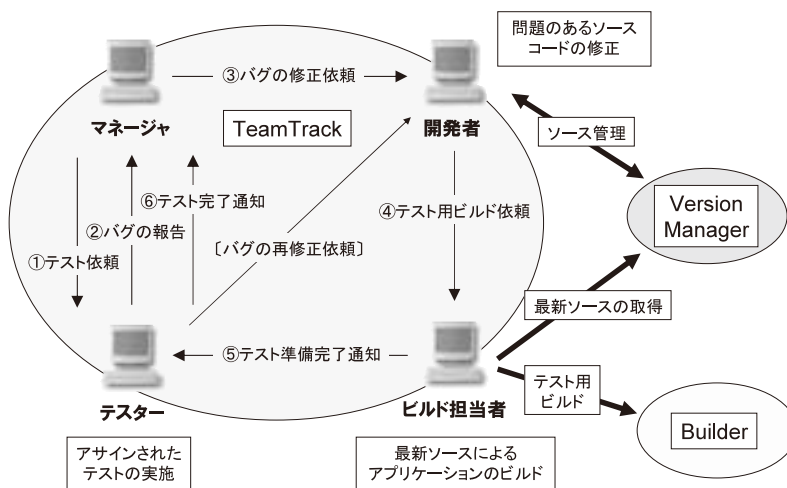 問題のあるソース
コードの修正
③バグの修正依頼
マネージャ
TeamTrack
開発者
ソース管理
⑥テスト完了通知
②バグの報告
①テスト依頼
④テスト用ビルド依頼
〔バグの再修正依頼〕
Version
Manager
最新ソースの取得
⑤テスト準備完了通知
テスター
ビルド担当者
テスト用
ビルド
Builder
アサインされた
テストの実施
最新ソースによる
アプリケーションのビルド